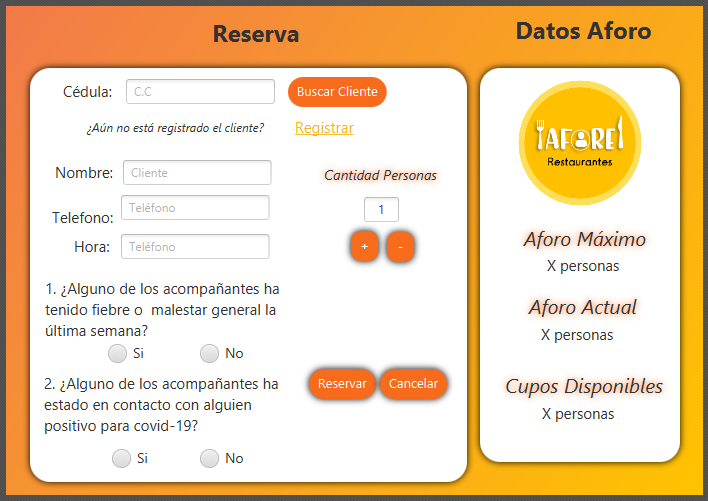 Reserva
Cédula:
C.C
Buscar Cliente
¿Aún no está registrado el cliente?
Registrar
Nombre:
Cliente
Cantidad Personas
Telefono:
Teléfono
1
Hora:
Teléfono
+
-
1. ¿Alguno de los acompañantes ha
tenido fiebre o malestar general la
última semana?
Si
No
2. ¿Alguno de los acompañantes ha
estado en contacto con alguien
positivo para covid-19?
Si
No
Reservar
Cancelar
Datos Aforo
AFORE
Restaurantes
Aforo Máximo
X personas
Aforo Actual
X personas
Cupos Disponibles
X personas